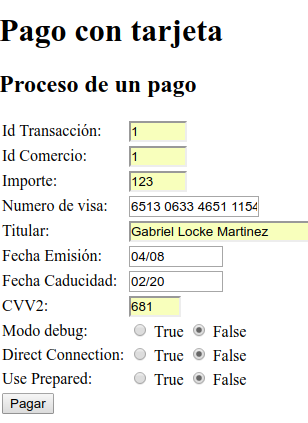 Pago con tarjeta
Proceso de un pago
Id Transacción: 1
Id Comercio: 1
Importe: 123
Numero de visa: 6513 0633 4651 1154
Titular: Gabriel Locke Martinez
Fecha Emisión: 04/08
Fecha Caducidad: 02/20
CVV2: 681
Modo debug: True False
Direct Connection: True False
Use Prepared: True False
Pagar